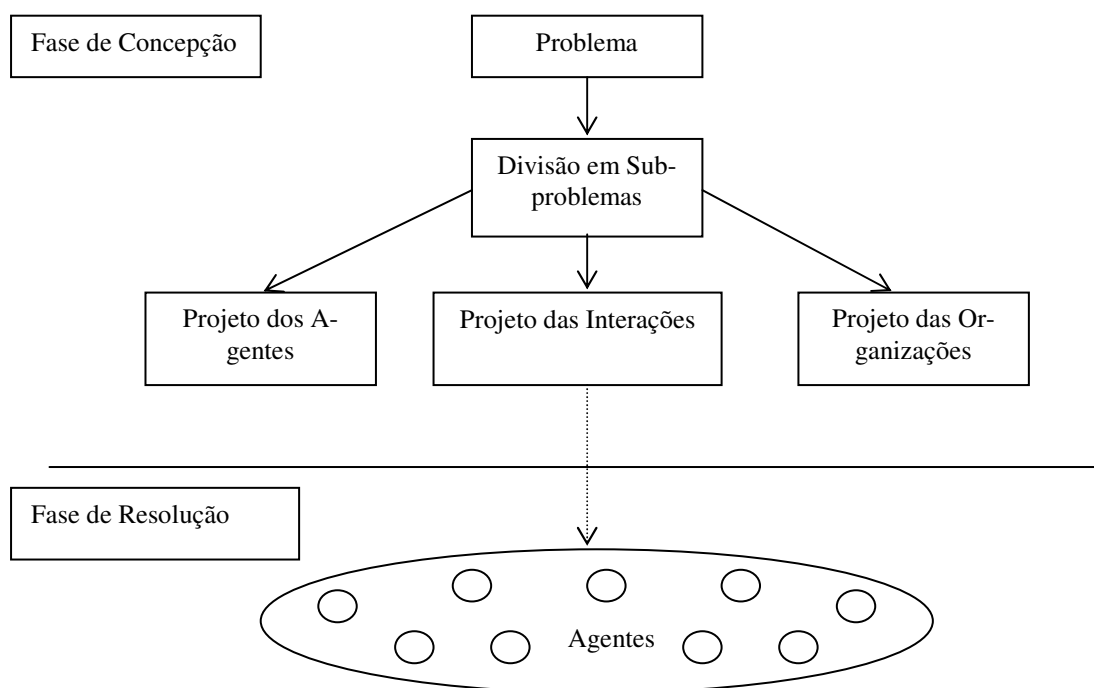 Fase de Concepção
Problema
Divisão em Sub-
problemas
Projeto dos A-
gentes
Projeto das Interações
Projeto das Or-
ganizações
Fase de Resolução
Agentes